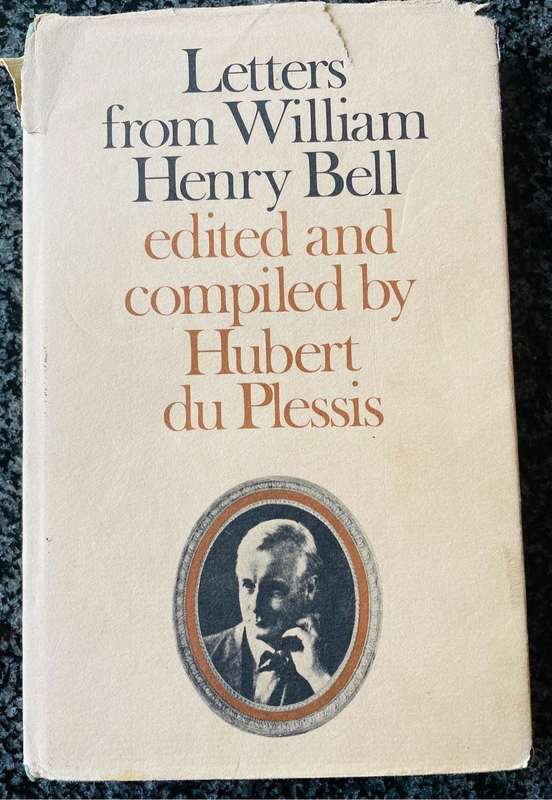 Letters
from William
Henry Bell
edited and
compiled by
Hubert
du Plessis